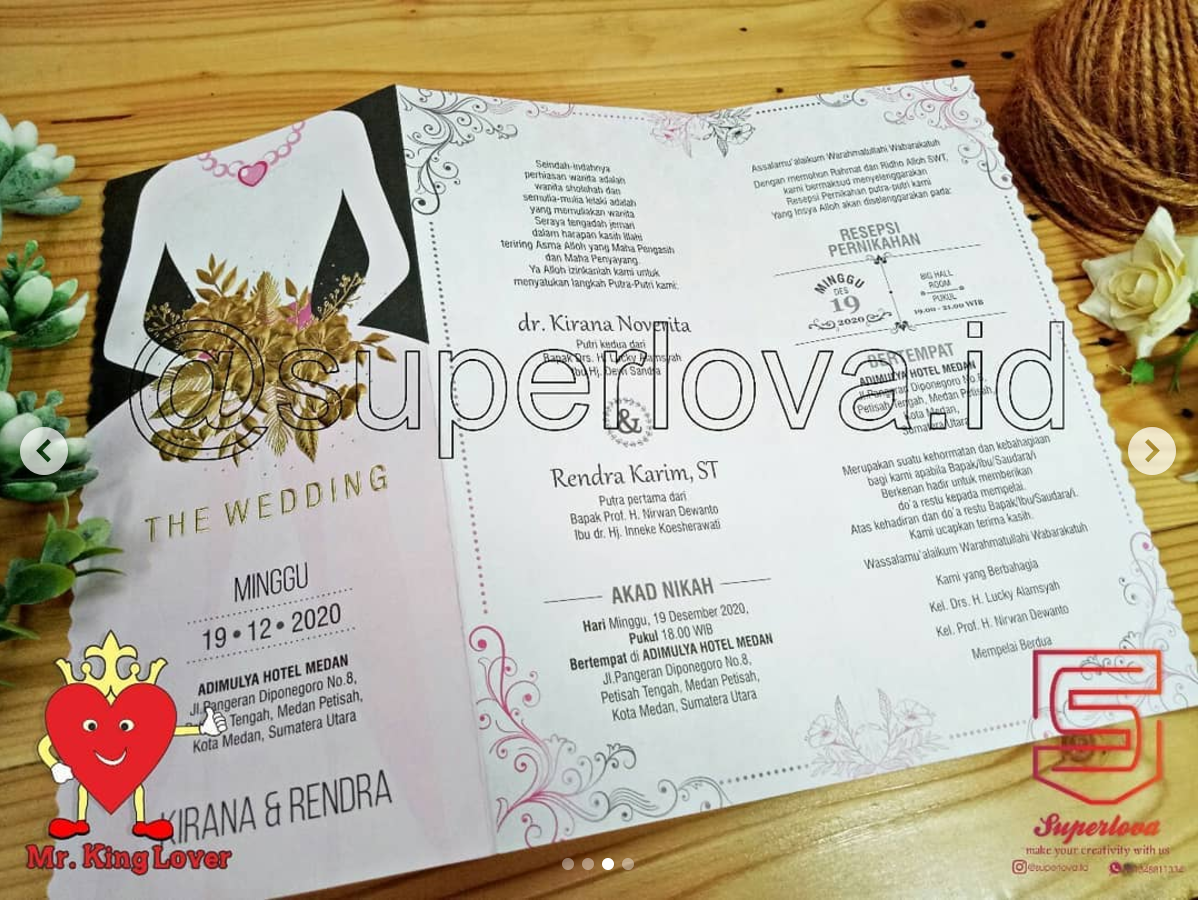 THE WEDDING
MINGGU
19 • 12 • 2020
ADIMULYA HOTEL MEDAN
Jl.Pangeran Diponegoro No.8,
Tengah, Medan Petisah,
Kota Medan, Sumatera Utara
KIRANA & RENDRA
Seindah-indahnya
perhiasan wanita adalah
wanita sholehah dan
semulia-mulia lelaki adalah
yang memuliakan wanita
Seraya tengadah jemari
dalam harapan kasih Illahi
teriring Asma Alloh yang Maha Pengasih
dan Maha Penyayang.
Ya Alloh izinkanlah kami untuk
menyatukan langkah Putra-Putri kami:
dr. Kirana Noverita
Putri kedua dari
Bapak Drs. H. Lucky Alamsyah
Ibu Hj. Dewi Sandra
&
Rendra Karim, ST
Putra pertama dari
Bapak Prof. H. Nirwan Dewanto
Ibu dr. Hj. Inneke Koesherawati
AKAD NIKAH
Hari Minggu, 19 Desember 2020,
Pukul 18.00 WIB
Bertempat di ADIMULYA HOTEL MEDAN
Jl.Pangeran Diponegoro No.8,
Petisah Tengah, Medan Petisah,
Kota Medan, Sumatera Utara
Assalamu'alaikum Warahmatullahi Wabarakatuh
Dengan memohon Rahmat dan Ridho Alloh SWT,
kami bermaksud menyelenggarakan
Resepsi Pernikahan putra-putri kami
Yang Insya Alloh akan diselenggarakan pada:
RESEPSI
PERNIKAHAN
MINGGU
DES
19
2020
BIG HALL
ROOM
PUKUL
19.00 - 21.00 WIB
BERTEMPAT
ADIMULYA HOTEL MEDAN
Jl.Pangeran Diponegoro No.8,
Petisah Tengah, Medan Petisah,
Kota Medan,
Sumatera Utara
Merupakan suatu kehormatan dan kebahagiaan
bagi kami apabila Bapak/Ibu/Saudara/i
Berkenan hadir untuk memberikan
do'a restu kepada mempelai.
Atas kehadiran dan do'a restu Bapak/Ibu/Saudara/i.
Kami ucapkan terima kasih.
Wassalamu'alaikum Warahmatullahi Wabarakatuh
Kami yang Berbahagia
Kel. Drs. H. Lucky Alamsyah
Kel. Prof. H. Nirwan Dewanto
Mempelai Berdua
@superlova.id
Mr. King Lover
Superlova
make your creativity with us
@superlova.id